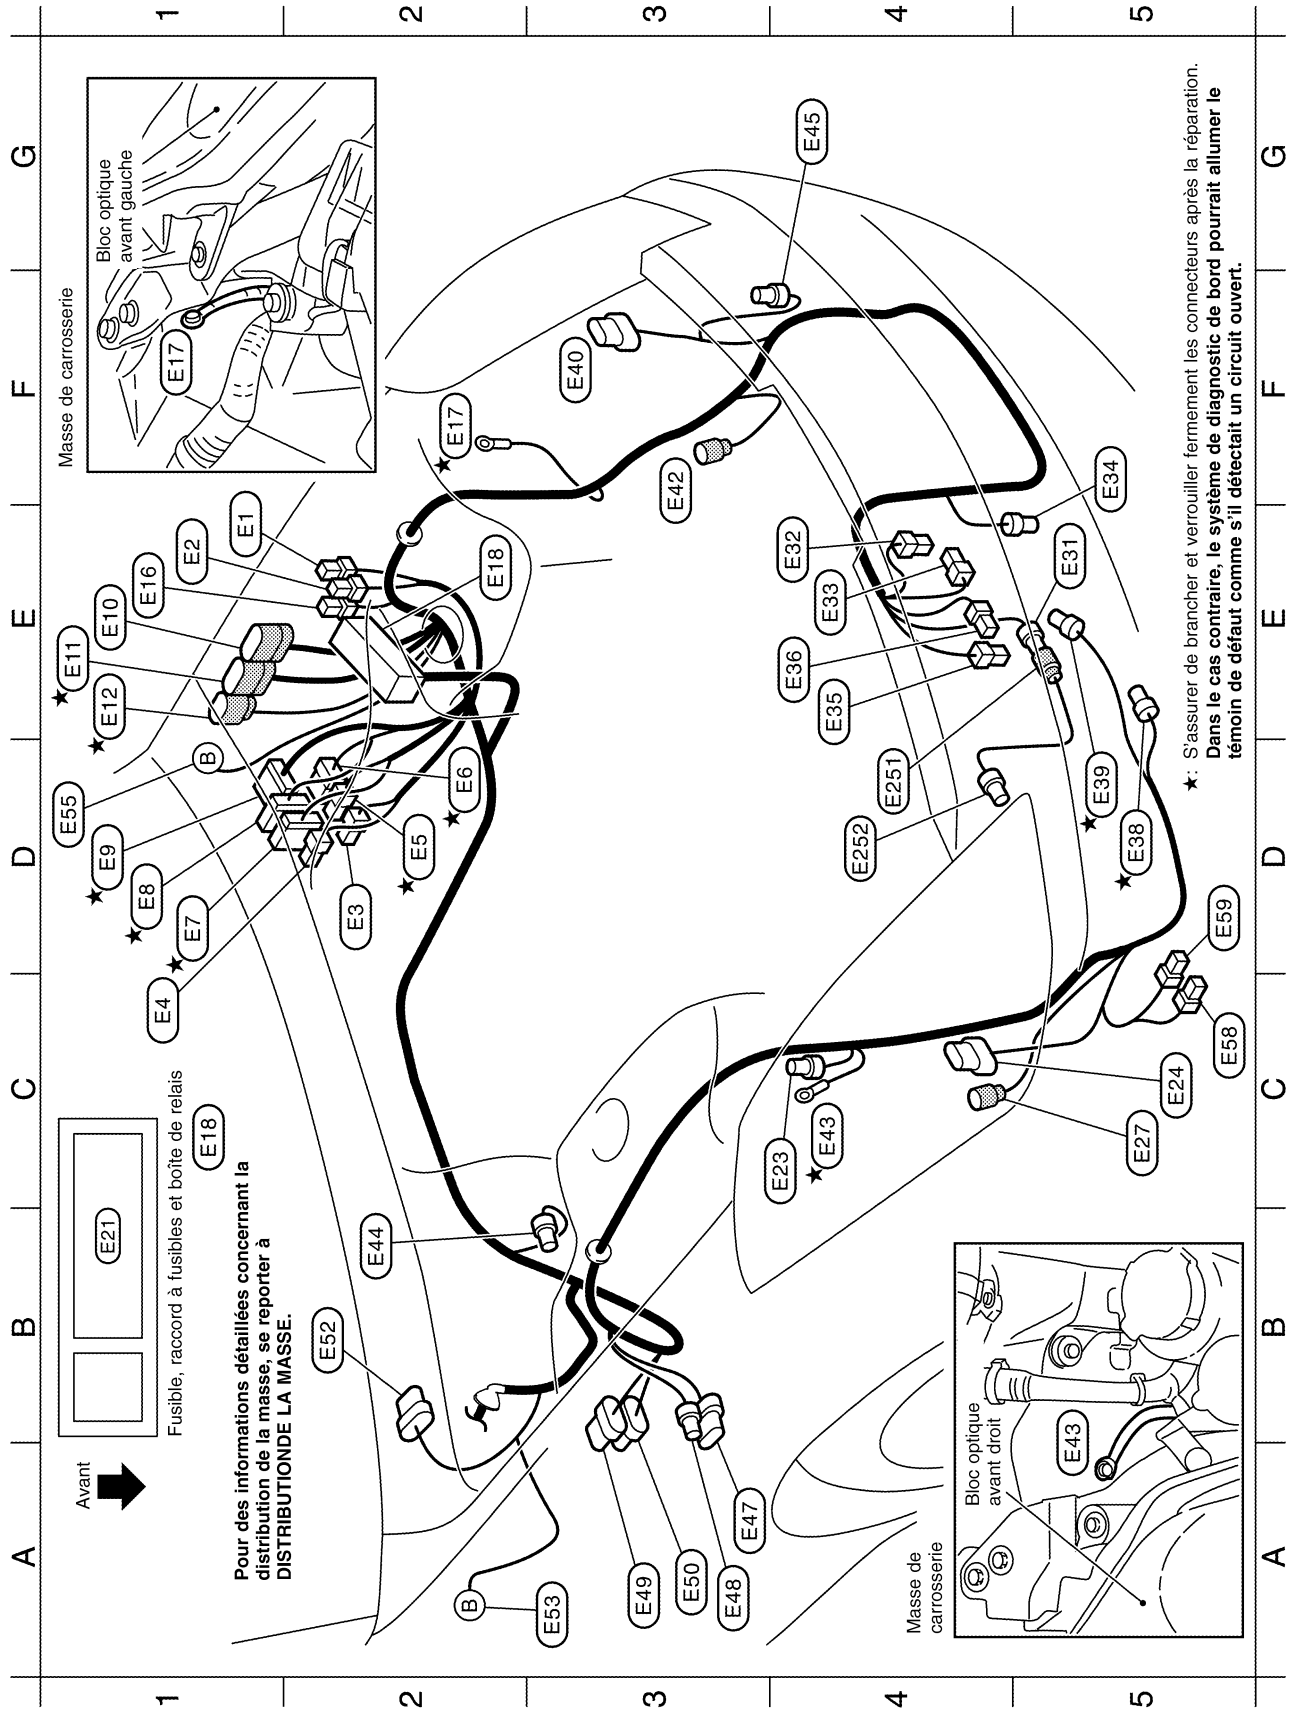 1
2
3
4
5
G
F
E
D
C
B
A
Masse de carrosserie
Bloc optique
avant gauche
E17
E45
E40
E17
★
E42
E1
E2
E16
E10
E11
★
E12
★
E18
E34
E32
E33
E31
E36
E35
E251
E252
E39
★
E38
★
E59
E58
B
E55
E9
★
E8
★
E7
★
E4
E6
★
E5
★
E3
★: S'assurer de brancher et verrouiller fermement les connecteurs après la réparation.
Dans le cas contraire, le système de diagnostic de bord pourrait allumer le
témoin de défaut comme s'il détectait un circuit ouvert.
E21
Fusible, raccord à fusibles et boîte de relais
E18
Avant
Pour des informations détaillées concernant la
distribution de la masse, se reporter à
DISTRIBUTIONDE LA MASSE.
E44
E52
E23
E43
★
E24
E27
B
E53
E49
E50
E48
E47
Masse de
carrosserie
Bloc optique
avant droit
E43
G
F
E
D
C
B
A
1
2
3
4
5